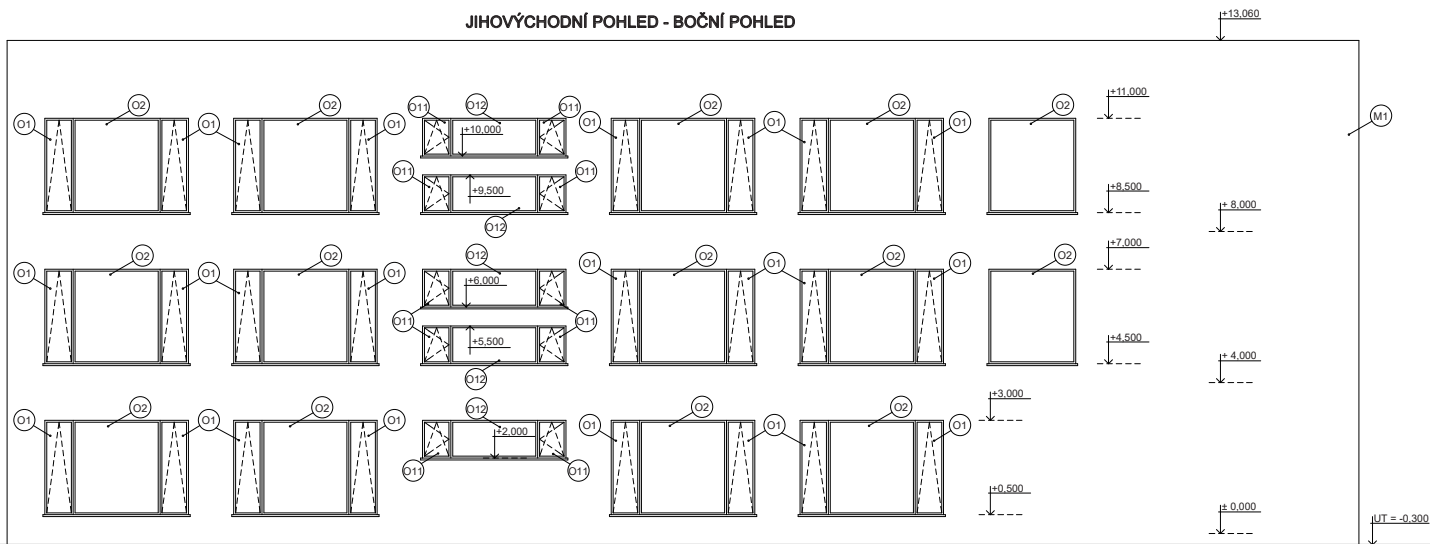 JIHOVÝCHODNÍ POHLED - BOČNÍ POHLED
+13,060
O2 O2 O11 O12 O11 O2 O2 O2 +11,000
O1 O1 O1 O1 O1 O1 M1
+10,000
O11 O11
+9,500 +8,500 + 8,000
O12
O2 O2 O12 O2 O2 O2 +7,000
O1 O1 O1 O1 O1 O1
+6,000
O11 O11
+5,500 +4,500 + 4,000
O12
O2 O2 O12 O2 O2 +3,000
O1 O1 O1 O1 O1 O1
+2,000
O11 O11
+0,500
± 0,000
UT = -0,300